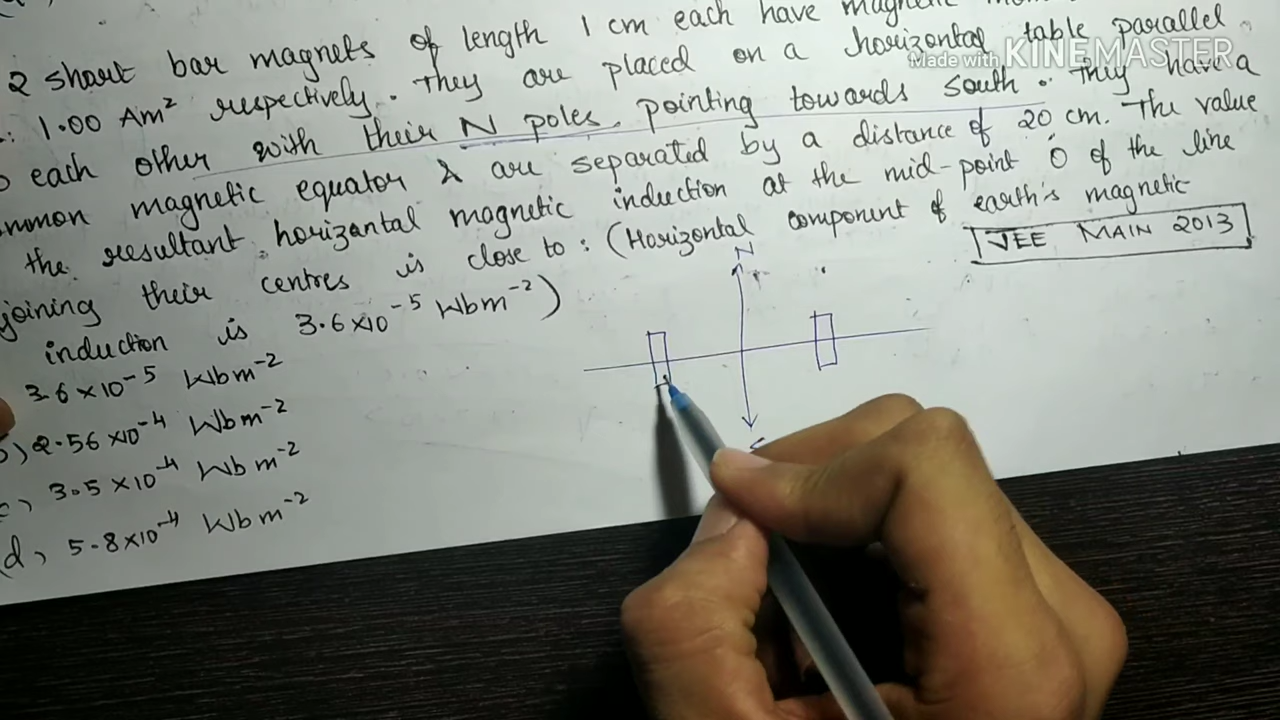 2 short bar magnets of length 1 cm each have magnetic
1.00 Am² respectively. They are placed on a horizontal table parallel
each other with their N poles pointing towards south. They have a
magnetic equator & are separated by a distance of 20 cm. The value
the resultant horizontal magnetic induction at the mid-point O of the line
joining their centres is close to: (Horizontal component of earth's magnetic
induction is 3.6×10⁻⁵ Wbm⁻²)
JEE MAIN 2013
3.6×10⁻⁵ Wbm⁻²
b) 2.56×10⁻⁴ Wbm⁻²
c) 3.5×10⁻⁴ Wbm⁻²
(d) 5.8×10⁻⁴ Wbm⁻²
N
Made with KINEMASTER